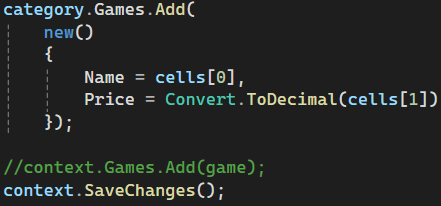 category.Games.Add(
new()
{
Name = cells[0],
Price = Convert.ToDecimal(cells[1])
});
//context.Games.Add(game);
context.SaveChanges();